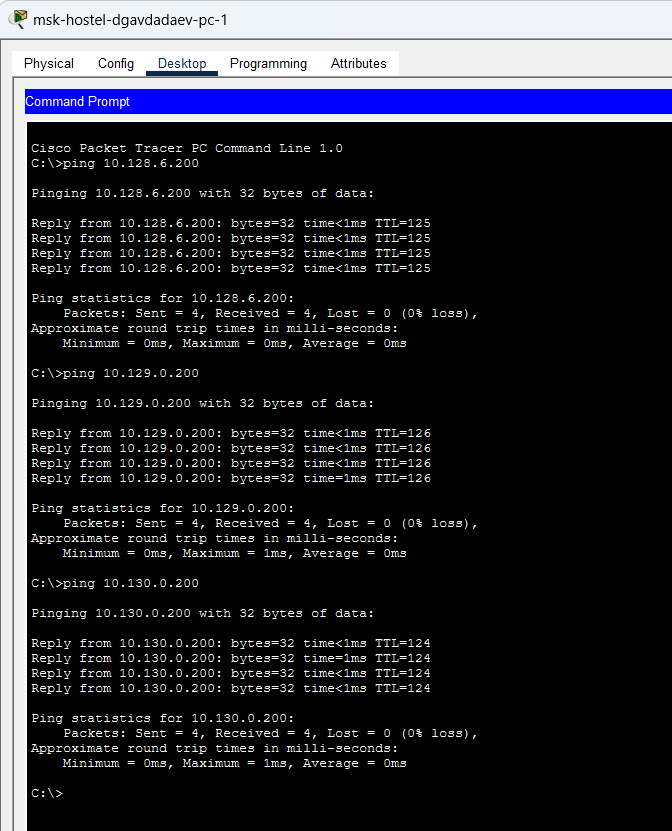 msk-hostel-dgavdadaev-pc-1
Physical Config Desktop Programming Attributes
Command Prompt
Cisco Packet Tracer PC Command Line 1.0
C:\>ping 10.128.6.200
Pinging 10.128.6.200 with 32 bytes of data:
Reply from 10.128.6.200: bytes=32 time<1ms TTL=125
Reply from 10.128.6.200: bytes=32 time<1ms TTL=125
Reply from 10.128.6.200: bytes=32 time<1ms TTL=125
Reply from 10.128.6.200: bytes=32 time<1ms TTL=125
Ping statistics for 10.128.6.200:
    Packets: Sent = 4, Received = 4, Lost = 0 (0% loss),
Approximate round trip times in milli-seconds:
    Minimum = 0ms, Maximum = 0ms, Average = 0ms
C:\>ping 10.129.0.200
Pinging 10.129.0.200 with 32 bytes of data:
Reply from 10.129.0.200: bytes=32 time<1ms TTL=126
Reply from 10.129.0.200: bytes=32 time<1ms TTL=126
Reply from 10.129.0.200: bytes=32 time<1ms TTL=126
Reply from 10.129.0.200: bytes=32 time=1ms TTL=126
Ping statistics for 10.129.0.200:
    Packets: Sent = 4, Received = 4, Lost = 0 (0% loss),
Approximate round trip times in milli-seconds:
    Minimum = 0ms, Maximum = 1ms, Average = 0ms
C:\>ping 10.130.0.200
Pinging 10.130.0.200 with 32 bytes of data:
Reply from 10.130.0.200: bytes=32 time<1ms TTL=124
Reply from 10.130.0.200: bytes=32 time=1ms TTL=124
Reply from 10.130.0.200: bytes=32 time<1ms TTL=124
Reply from 10.130.0.200: bytes=32 time<1ms TTL=124
Ping statistics for 10.130.0.200:
    Packets: Sent = 4, Received = 4, Lost = 0 (0% loss),
Approximate round trip times in milli-seconds:
    Minimum = 0ms, Maximum = 1ms, Average = 0ms
C:\>